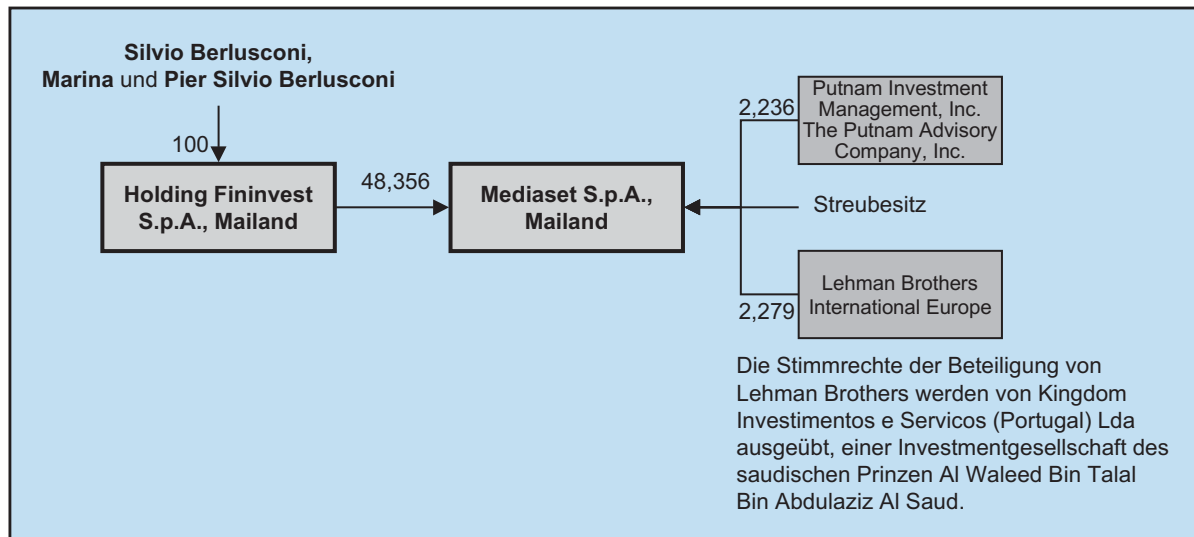 Silvio Berlusconi,
Marina und Pier Silvio Berlusconi
100
Holding Fininvest
S.p.A., Mailand
48,356
Mediaset S.p.A.,
Mailand
2,236
Putnam Investment
Management, Inc.
The Putnam Advisory
Company, Inc.
Streubesitz
2,279
Lehman Brothers
International Europe
Die Stimmrechte der Beteiligung von
Lehman Brothers werden von Kingdom
Investimentos e Servicos (Portugal) Lda
ausgeübt, einer Investmentgesellschaft des
saudischen Prinzen Al Waleed Bin Talal
Bin Abdulaziz Al Saud.